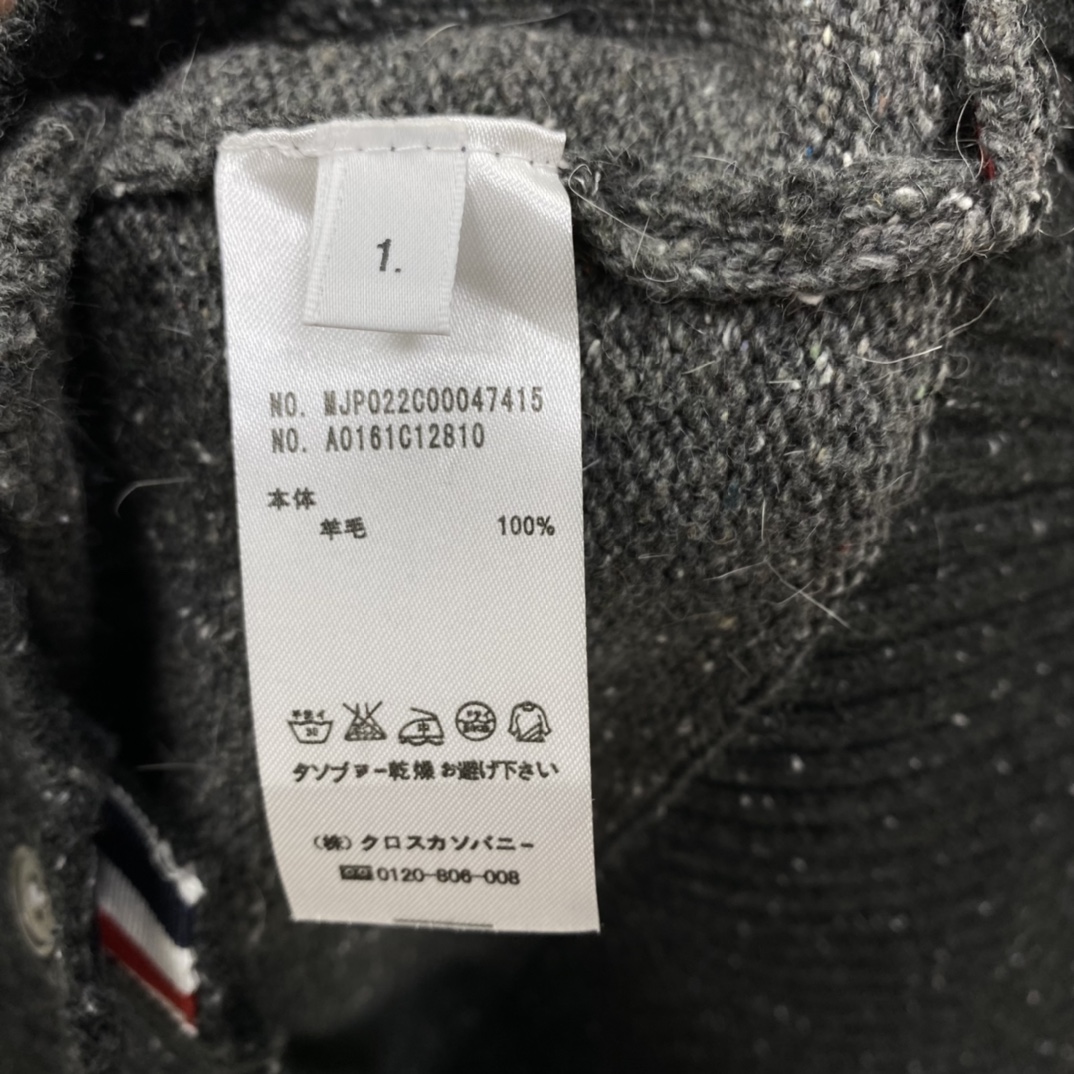 1.
NO. MJP022C00047415
NO. A0161C12810
本体
羊毛 100%
中
タンブラー乾燥お避け下さい
(株)クロスカンパニー
0120-806-008